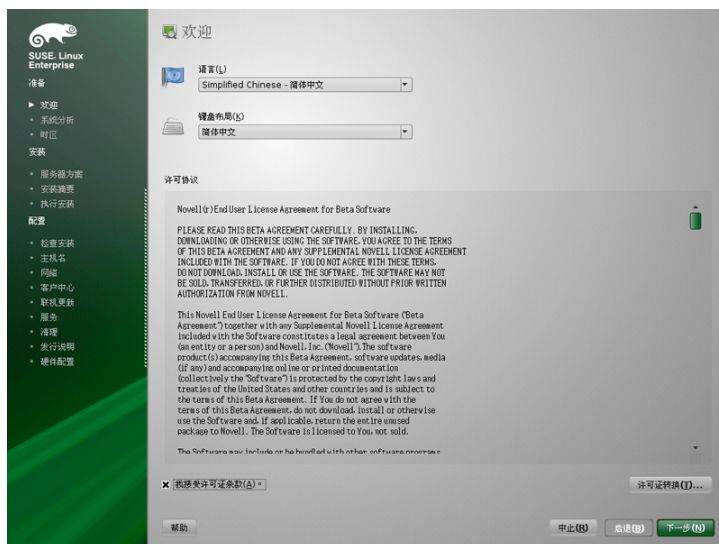 SUSE. Linux
Enterprise
准备
欢迎
系统分析
时区
安装
服务器方案
安装摘要
执行安装
配置
检查安装
主机名
网络
客户中心
联机更新
服务
清理
发行说明
硬件配置
欢迎
语言(L)
Simplified Chinese - 简体中文
键盘布局(K)
简体中文
许可协议
Novell(r) End User License Agreement for Beta Software
PLEASE READ THIS BETA AGREEMENT CAREFULLY. BY INSTALLING,
DOWNLOADING OR OTHERWISE USING THE SOFTWARE, YOU AGREE TO THE TERMS
OF THIS BETA AGREEMENT AND ANY SUPPLEMENTAL NOVELL LICENSE AGREEMENT
INCLUDED WITH THE SOFTWARE. IF YOU DO NOT AGREE WITH THESE TERMS,
DO NOT DOWNLOAD, INSTALL OR USE THE SOFTWARE. THE SOFTWARE MAY NOT
BE SOLD, TRANSFERRED, OR FURTHER DISTRIBUTED WITHOUT PRIOR WRITTEN
AUTHORIZATION FROM NOVELL.
This Novell End User License Agreement for Beta Software ("Beta
Agreement") together with any Supplemental Novell License Agreement
included with the Software constitutes a legal agreement between You
(an entity or a person) and Novell, Inc. ("Novell"). The software
product(s) accompanying this Beta Agreement, software updates, media
(if any) and accompanying online or printed documentation
(collectively the "Software") is protected by the copyright laws and
treaties of the United States and other countries and is subject to
the terms of this Beta Agreement. If You do not agree with the
terms of this Beta Agreement, do not download, install or otherwise
use the Software and, if applicable, return the entire unused
package to Novell. The Software is licensed to You, not sold.
The Software may include or be bundled with other software programs
我接受许可证条款(A)。
许可证转换(T)...
帮助
中止(R)
后退(B)
下一步(N)